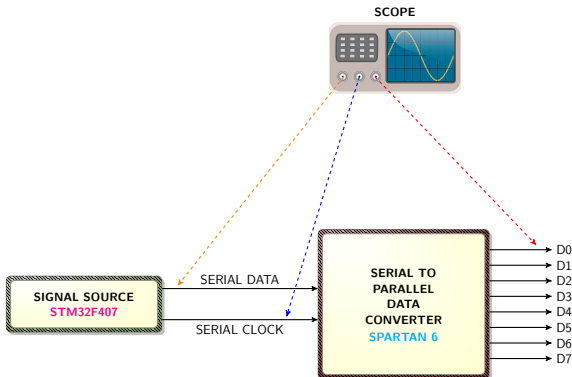 SCOPE
SIGNAL SOURCE
STM32F407
SERIAL DATA
SERIAL CLOCK
SERIAL TO
PARALLEL
DATA
CONVERTER
SPARTAN 6
D0
D1
D2
D3
D4
D5
D6
D7